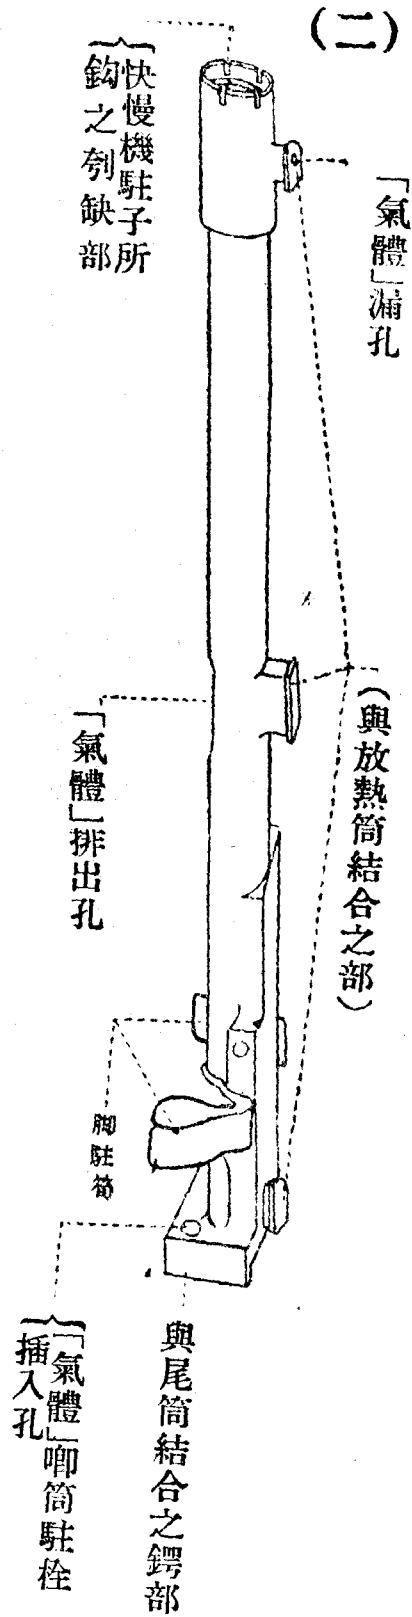 (二)
「氣體」漏孔
快慢機駐子所
鈎之刳缺部
(與放熱筒結合之部)
「氣體」排出孔
脚駐筍
與尾筒結合之鍔部
「氣體」唧筒駐栓
插入孔